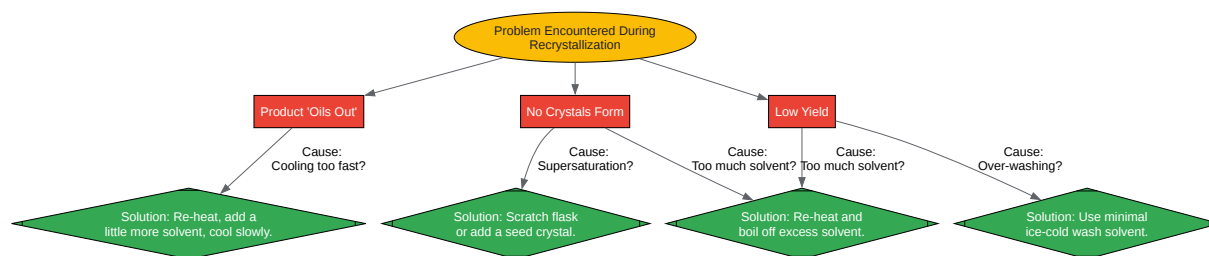 Problem Encountered During
Recrystallization
Product 'Oils Out'
No Crystals Form
Low Yield
Cause:
Cooling too fast?
Cause:
Supersaturation?
Cause:
Too much solvent?
Cause:
Too much solvent?
Cause:
Over-washing?
Solution: Re-heat, add a
little more solvent, cool slowly.
Solution: Scratch flask
or add a seed crystal.
Solution: Re-heat and
boil off excess solvent.
Solution: Use minimal
ice-cold wash solvent.